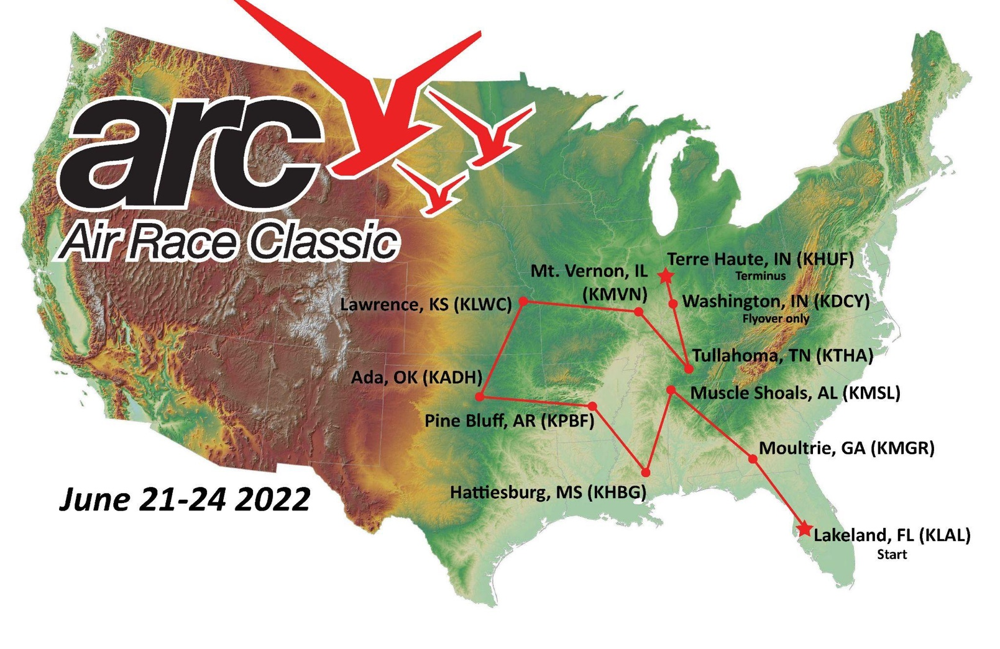 arc
Air Race Classic
Terre Haute, IN (KHUF)
Terminus
Mt. Vernon, IL
(KMVN)
Lawrence, KS (KLWC)
Washington, IN (KDCY)
Flyover only
Tullahoma, TN (KTHA)
Ada, OK (KADH)
Muscle Shoals, AL (KMSL)
Pine Bluff, AR (KPBF)
Moultrie, GA (KMGR)
Hattiesburg, MS (KHBG)
June 21-24 2022
Lakeland, FL (KLAL)
Start